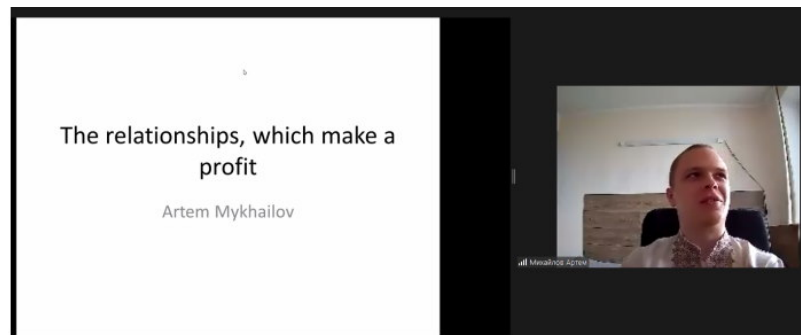 The relationships, which make a
profit
Artem Mykhailov
Михайлов Артем